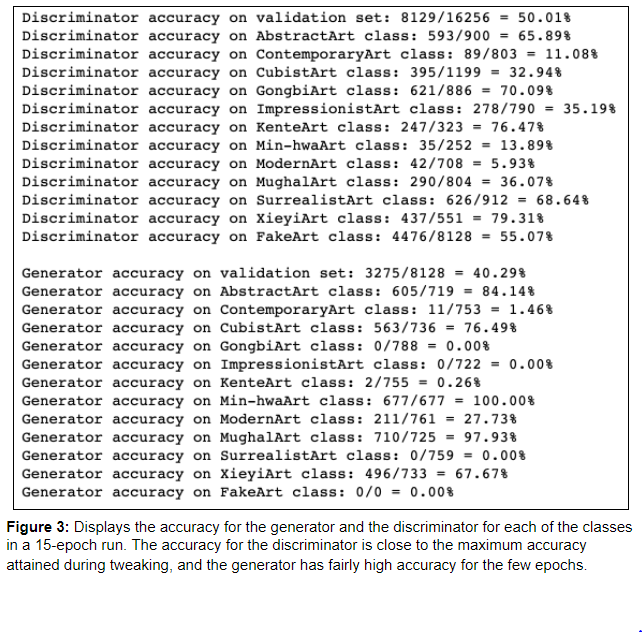 Discriminator accuracy on validation set: 8129/16256 = 50.01%
Discriminator accuracy on AbstractArt class: 593/900 = 65.89%
Discriminator accuracy on ContemporaryArt class: 89/803 = 11.08%
Discriminator accuracy on CubistArt class: 395/1199 = 32.94%
Discriminator accuracy on GongbiArt class: 621/886 = 70.09%
Discriminator accuracy on ImpressionistArt class: 278/790 = 35.19%
Discriminator accuracy on KenteArt class: 247/323 = 76.47%
Discriminator accuracy on Min-hwaArt class: 35/252 = 13.89%
Discriminator accuracy on ModernArt class: 42/708 = 5.93%
Discriminator accuracy on MughalArt class: 290/804 = 36.07%
Discriminator accuracy on SurrealistArt class: 626/912 = 68.64%
Discriminator accuracy on XieyiArt class: 437/551 = 79.31%
Discriminator accuracy on FakeArt class: 4476/8128 = 55.07%
Generator accuracy on validation set: 3275/8128 = 40.29%
Generator accuracy on AbstractArt class: 605/719 = 84.14%
Generator accuracy on ContemporaryArt class: 11/753 = 1.46%
Generator accuracy on CubistArt class: 563/736 = 76.49%
Generator accuracy on GongbiArt class: 0/788 = 0.00%
Generator accuracy on ImpressionistArt class: 0/722 = 0.00%
Generator accuracy on KenteArt class: 2/755 = 0.26%
Generator accuracy on Min-hwaArt class: 677/677 = 100.00%
Generator accuracy on ModernArt class: 211/761 = 27.73%
Generator accuracy on MughalArt class: 710/725 = 97.93%
Generator accuracy on SurrealistArt class: 0/759 = 0.00%
Generator accuracy on XieyiArt class: 496/733 = 67.67%
Generator accuracy on FakeArt class: 0/0 = 0.00%
Figure 3: Displays the accuracy for the generator and the discriminator for each of the classes
in a 15-epoch run. The accuracy for the discriminator is close to the maximum accuracy
attained during tweaking, and the generator has fairly high accuracy for the few epochs.